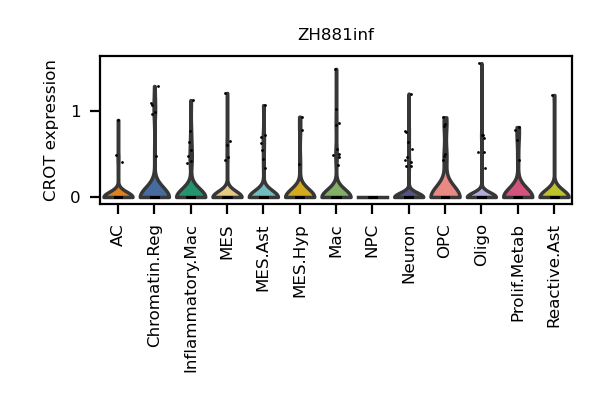 ZH881inf
CROT expression
1
0
AC
Chromatin.Reg
Inflammatory.Mac
MES
MES.Ast
MES.Hyp
Mac
NPC
Neuron
OPC
Oligo
Prolif.Metab
Reactive.Ast